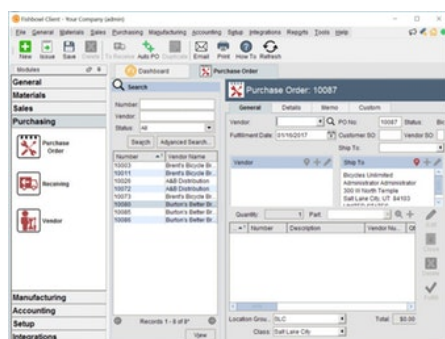 Fishbowl Client - Your Company (admin)
File General Materials Sales Purchasing Manufacturing Accounting Setup Integrations Reports Tools Help
New Issue Save Delete To Receive Auto PO Duplicate Email Print How To Refresh
Modules
General
Materials
Sales
Purchasing
Purchase
Order
Receiving
Vendor
Manufacturing
Accounting
Setup
Integrations
Dashboard
Purchase Order
Search
Number:
Vendor:
Status: All
Search Advanced Search...
Number Vendor Name
10003 Brent's Bicycle Br...
10011 Brent's Bicycle Br...
10026 A&B Distribution
10072 A&B Distribution
10073 Brent's Bicycle Br...
10080 Burton's Better Br...
10085 Burton's Better Br...
10086 Burton's Better Br...
Records 1 - 8 of 8*
View
Purchase Order: 10087
General Details Memo Custom
Vendor: PO No. 10087 Status:
Fulfillment Date: 01/16/2017 Customer SO: Vendor SO:
Ship To:
Vendor
Ship To
Bicycles Unlimited
Administrator Administrator
300 W North Temple
Salt Lake City, UT 84103
UNITED STATES
Quantity: 1 Part:
Number Description Vendor Nu...
Location Grou... SLC Total: $0.00
Class: Salt Lake City